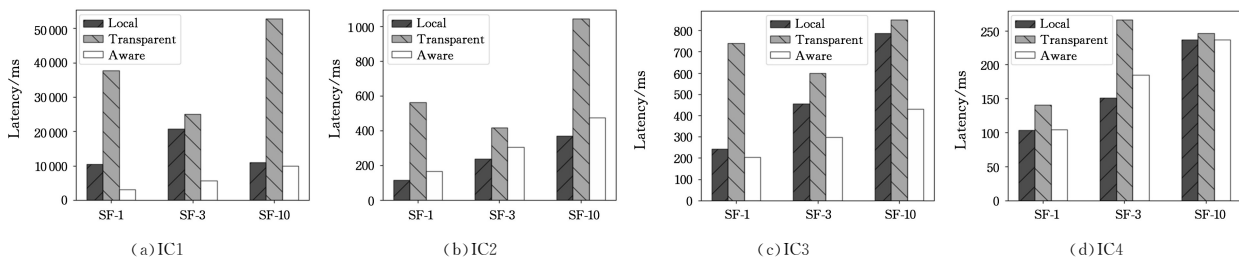 Latency/ms
50 000
40 000
30 000
20 000
10 000
0
Local
Transparent
Aware
SF-1
SF-3
SF-10
(a)IC1
Latency/ms
1 000
800
600
400
200
0
Local
Transparent
Aware
SF-1
SF-3
SF-10
(b)IC2
Latency/ms
800
700
600
500
400
300
200
100
0
Local
Transparent
Aware
SF-1
SF-3
SF-10
(c)IC3
Latency/ms
250
200
150
100
50
0
Local
Transparent
Aware
SF-1
SF-3
SF-10
(d)IC4